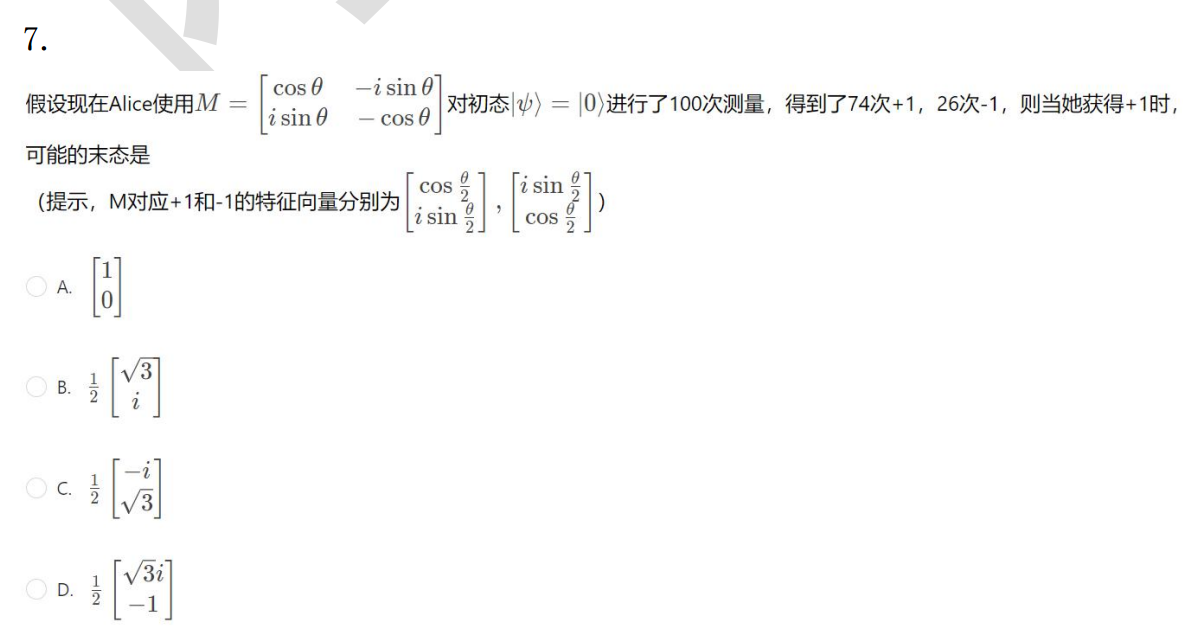 7.
假设现在Alice使用$M = \begin{bmatrix} \cos\theta & -i\sin\theta \\ i\sin\theta & -\cos\theta \end{bmatrix}$对初态$|\psi\rangle = |0\rangle$进行了100次测量，得到了74次+1，26次-1，则当她获得+1时，
可能的末态是
（提示，M对应+1和-1的特征向量分别为$\begin{bmatrix} \cos\frac{\theta}{2} \\ i\sin\frac{\theta}{2} \end{bmatrix}, \begin{bmatrix} i\sin\frac{\theta}{2} \\ \cos\frac{\theta}{2} \end{bmatrix}$）
A. $\begin{bmatrix} 1 \\ 0 \end{bmatrix}$
B. $\frac{1}{2}\begin{bmatrix} \sqrt{3} \\ i \end{bmatrix}$
C. $\frac{1}{2}\begin{bmatrix} -i \\ \sqrt{3} \end{bmatrix}$
D. $\frac{1}{2}\begin{bmatrix} \sqrt{3}i \\ -1 \end{bmatrix}$